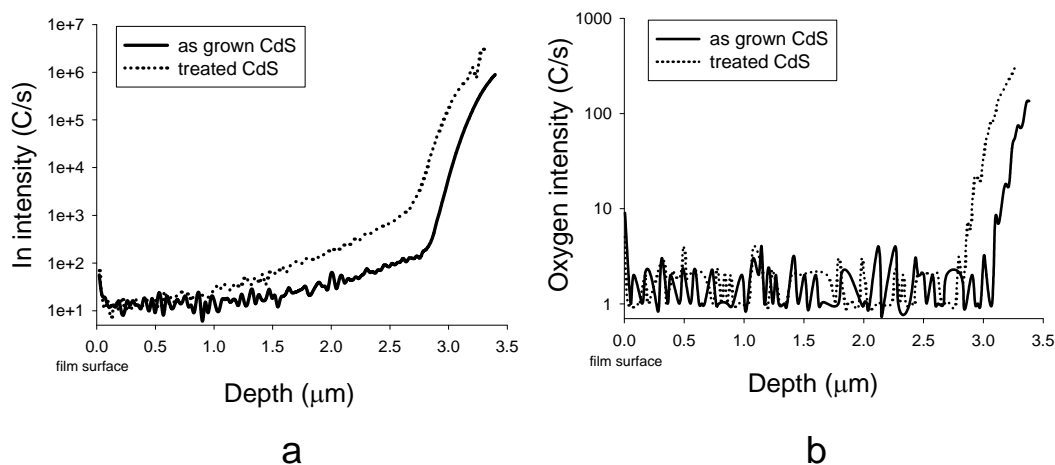 In intensity (C/s)
1e+7
1e+6
1e+5
1e+4
1e+3
1e+2
1e+1
as grown CdS
treated CdS
0.0 0.5 1.0 1.5 2.0 2.5 3.0 3.5
film surface
Depth (μm)
a
Oxygen intensity (C/s)
1000
100
10
1
as grown CdS
treated CdS
0.0 0.5 1.0 1.5 2.0 2.5 3.0 3.5
film surface
Depth (μm)
b